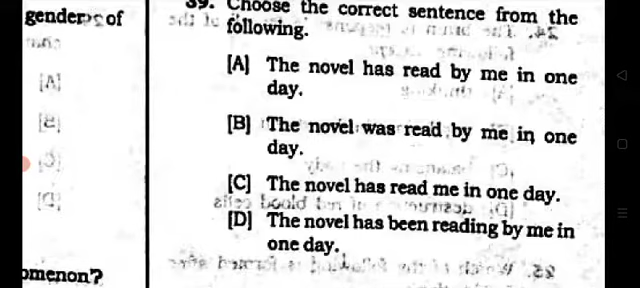 gender of
39. Choose the correct sentence from the
following.
[A] The novel has read by me in one
day.
[B] The novel was read by me in one
day.
[C] The novel has read me in one day.
[D] The novel has been reading by me in
one day.
omenon?